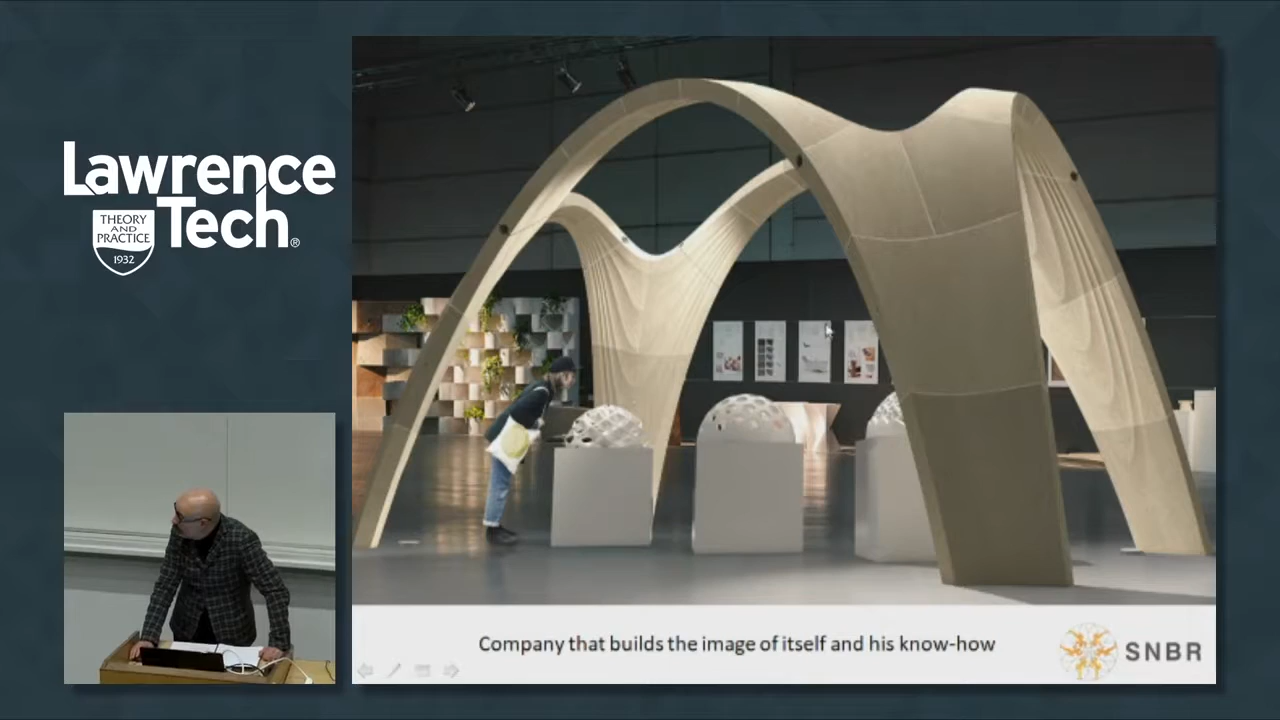 Lawrence
Tech®
THEORY
AND
PRACTICE
1932
Company that builds the image of itself and his know-how
SNBR